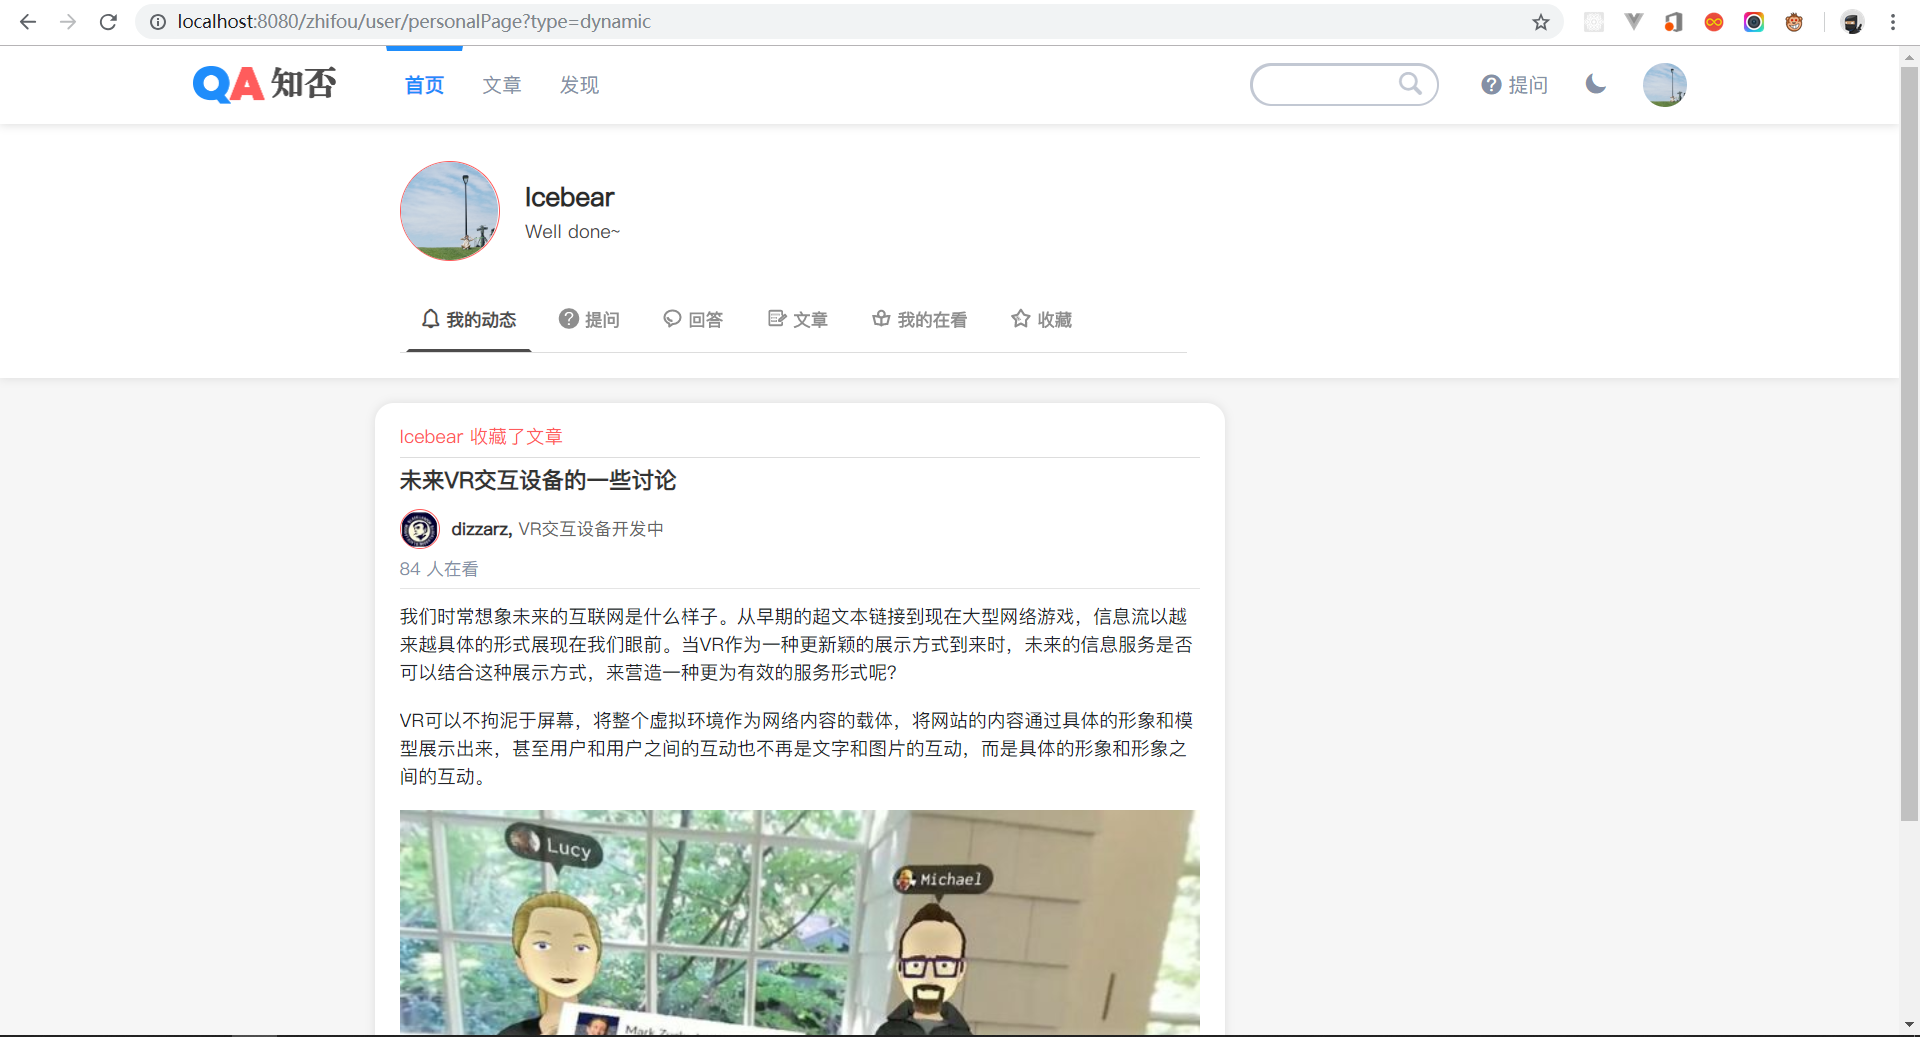 localhost:8080/zhifou/user/personalPage?type=dynamic
QA 知否
首页 文章 发现 提问
Icebear
Well done~
我的动态 提问 回答 文章 我的在看 收藏
Icebear 收藏了文章
未来VR交互设备的一些讨论
dizzarz, VR交互设备开发中
84 人在看
我们时常想象未来的互联网是什么样子。从早期的超文本链接到现在大型网络游戏，信息流以越
来越具体的形式展现在我们眼前。当VR作为一种更新颖的展示方式到来时，未来的信息服务是否
可以结合这种展示方式，来营造一种更为有效的服务形式呢？
VR可以不拘泥于屏幕，将整个虚拟环境作为网络内容的载体，将网站的内容通过具体的形象和模
型展示出来，甚至用户和用户之间的互动也不再是文字和图片的互动，而是具体的形象和形象之
间的互动。
Lucy
Michael
Mark